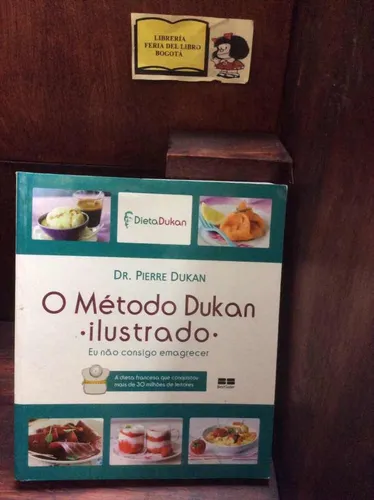 LIBRERÍA
FERIA DEL LIBRO
BOGOTÁ
DietaDukan
DR. PIERRE DUKAN
O Método Dukan
•ilustrado•
Eu não consigo emagrecer
A dieta francesa que conquistou
mais de 30 milhões de leitores